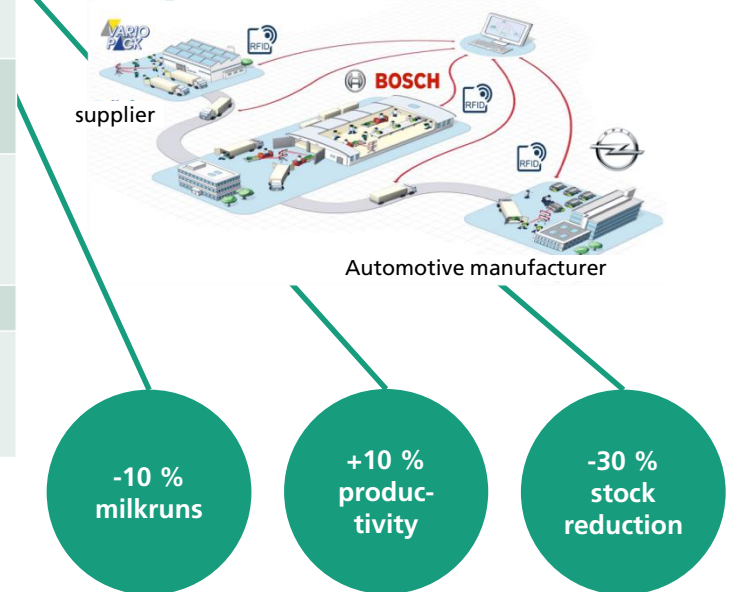 VARIO
PACK
RFID
BOSCH
RFID
supplier
RFID
Automotive manufacturer
-10 %
milkruns
+10 %
produc-
tivity
-30 %
stock
reduction